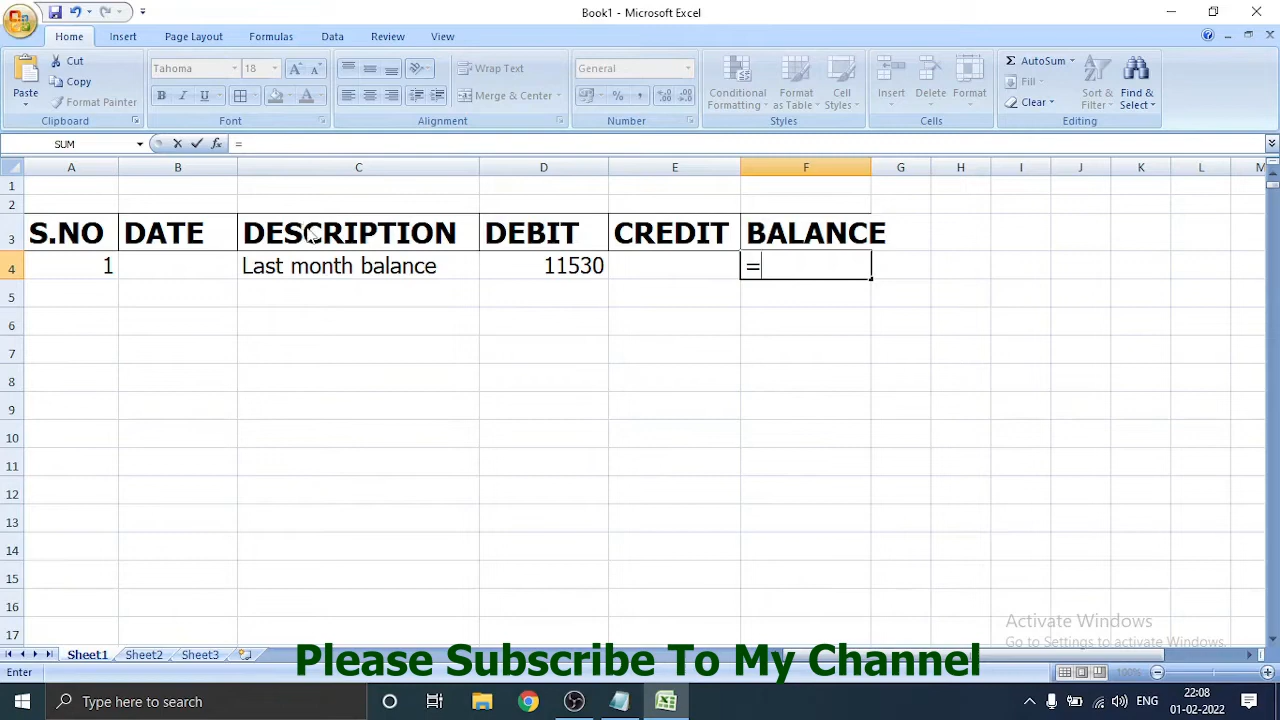 Book1 - Microsoft Excel
Home Insert Page Layout Formulas Data Review View
Paste
Cut
Copy
Format Painter
Clipboard
Tahoma 18
B I U A
Font
Wrap Text
Merge & Center
Alignment
General
%
Number
Conditional Formatting
Format as Table
Cell Styles
Styles
Insert
Delete
Format
Cells
AutoSum
Fill
Clear
Sort & Filter
Find & Select
Editing
SUM fx =
A B C D E F G H I J K L M
1
2
3 S.NO DATE DESCRIPTION DEBIT CREDIT BALANCE
4 1 Last month balance 11530 =
5
6
7
8
9
10
11
12
13
14
15
16
17
Activate Windows
Go to Settings to activate Windows.
Sheet1 Sheet2 Sheet3
Please Subscribe To My Channel
Enter 100%
Type here to search
ENG
22:08
01-02-2022